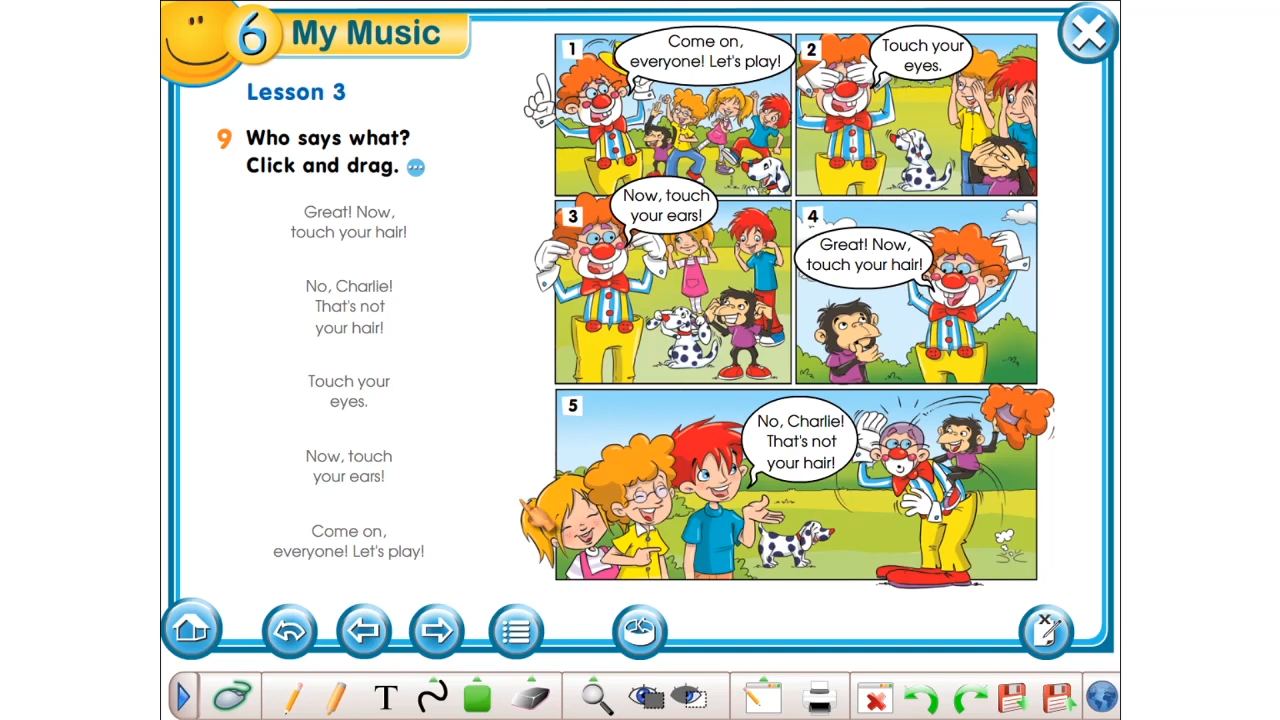 6 My Music
Lesson 3
9 Who says what?
Click and drag.
Great! Now,
touch your hair!
No, Charlie!
That's not
your hair!
Touch your
eyes.
Now, touch
your ears!
Come on,
everyone! Let's play!
1
Come on,
everyone! Let's play!
2
Touch your
eyes.
3
Now, touch
your ears!
4
Great! Now,
touch your hair!
5
No, Charlie!
That's not
your hair!
X
T